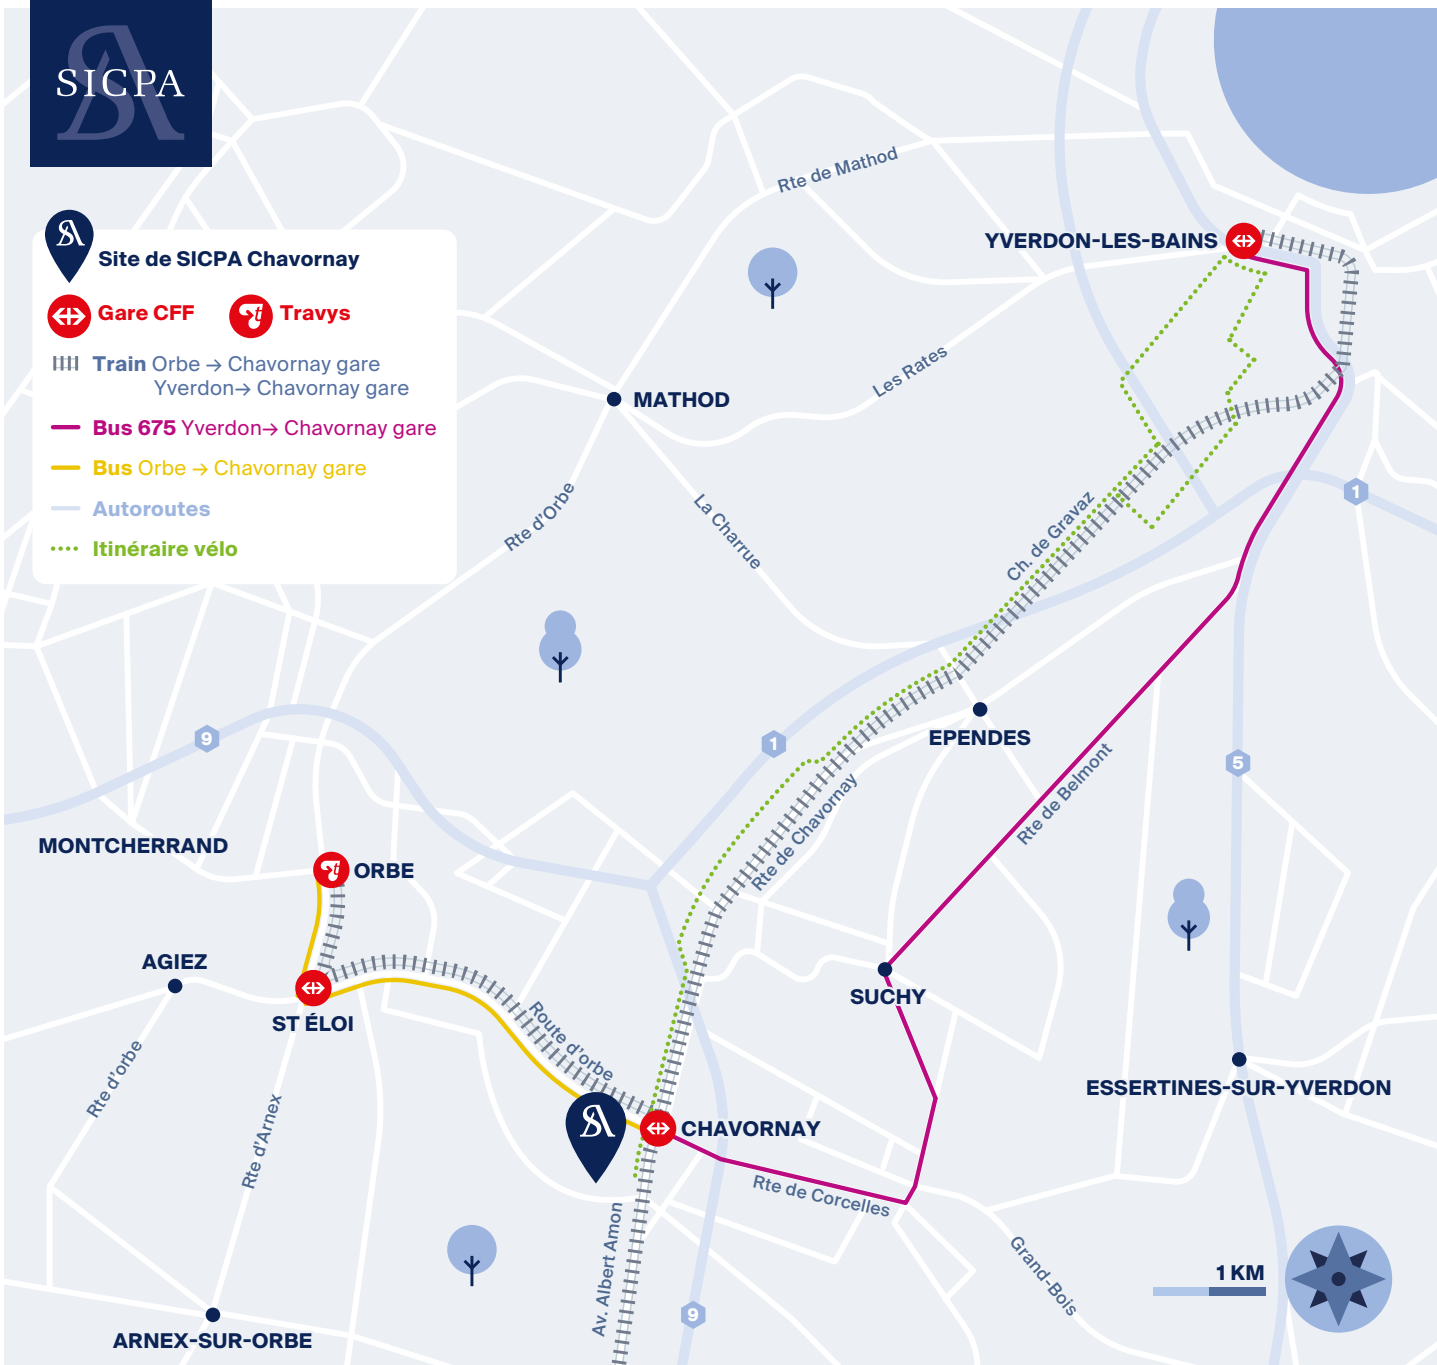 SICPA
Site de SICPA Chavornay
Gare CFF
Travys
Train Orbe → Chavornay gare
Yverdon→ Chavornay gare
Bus 675 Yverdon→ Chavornay gare
Bus Orbe → Chavornay gare
Autoroutes
Itinéraire vélo
Rte de Mathod
YVERDON-LES-BAINS
Les Rates
MATHOD
Rte d'Orbe
La Charrue
Ch. de Gravaz
1
9
1
EPENDES
5
Rte de Belmont
Rte de Chavornay
MONTCHERRAND
ORBE
AGIEZ
SUCHY
ST ÉLOI
Route d'orbe
Rte d'orbe
Rte d'Arnex
ESSERTINES-SUR-YVERDON
CHAVORNAY
Rte de Corcelles
Av. Albert Amon
Grand-Bois
1 KM
9
ARNEX-SUR-ORBE